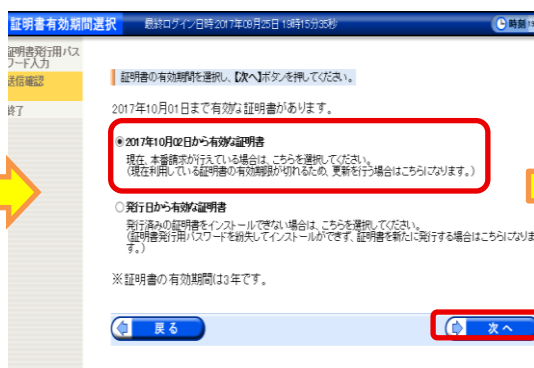 証明書有効期間選択
最終ログイン日時:2017年09月25日 19時15分35秒
時刻
証明書発行用パス
ワード入力
送信確認
終了
証明書の有効期間を選択し、【次へ】ボタンを押してください。
2017年10月01日まで有効な証明書があります。
2017年10月02日から有効な証明書
現在、本番請求が行えている場合は、こちらを選択してください。
(現在利用している証明書の有効期限が切れるため、更新を行う場合はこちらになります。)
発行日から有効な証明書
発行済みの証明書をインストールできない場合は、こちらを選択してください。
(証明書発行用パスワードを紛失してインストールができず、証明書を新たに発行する場合はこちらになりま
す。)
※証明書の有効期間は3年です。
戻る
次へ